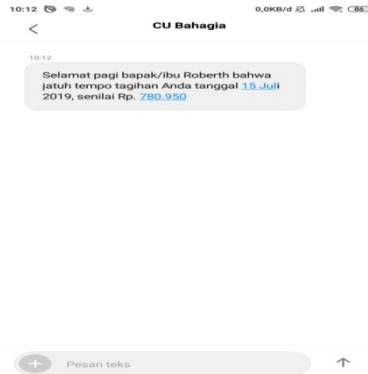 10:12 0,0KB/d 86
CU Bahagia
10:12
Selamat pagi bapak/ibu Roberth bahwa
jatuh tempo tagihan Anda tanggal 15 Juli
2019, senilai Rp. 780.950
Pesan teks